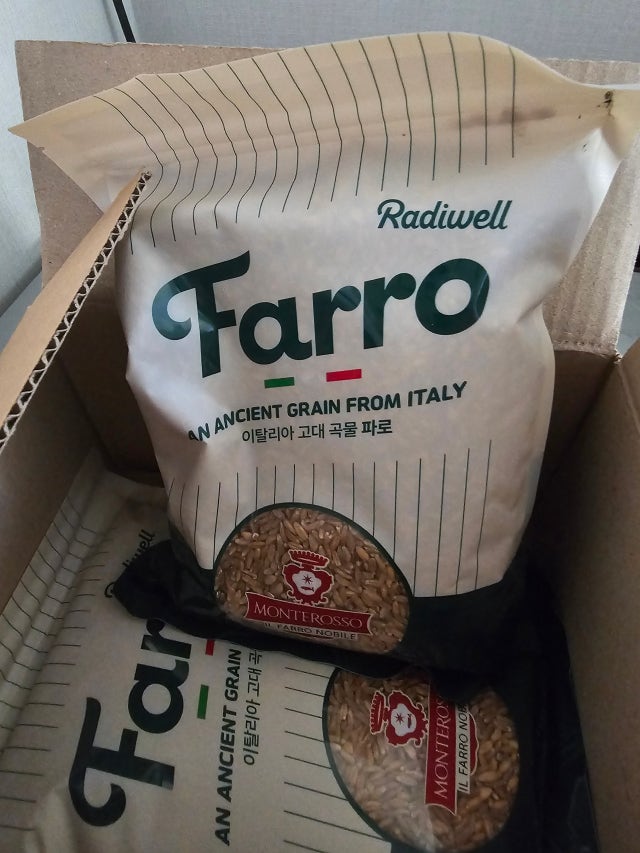 Radiwell
Farro
AN ANCIENT GRAIN FROM ITALY
이탈리아 고대 곡물 파로
MONTEROSSO
IL FARRO NOBILE
Radiwell
Far
AN ANCIENT GRAIN
이탈리아 고대
MONTEROSS
IL FARRO NOB